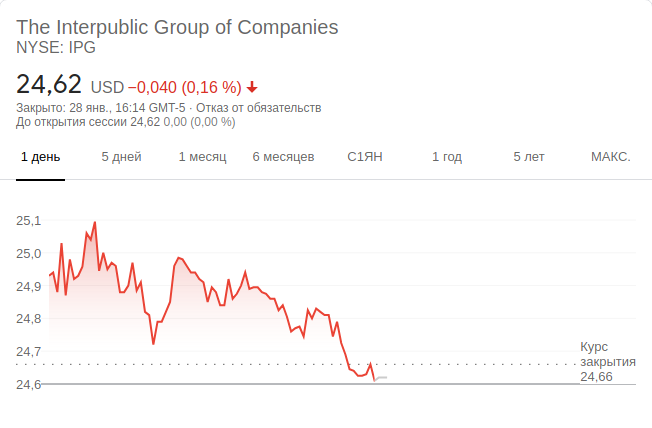 The Interpublic Group of Companies
NYSE: IPG
24,62 USD −0,040 (0,16 %)
Закрыто: 28 янв., 16:14 GMT-5 · Отказ от обязательств
До открытия сессии 24,62 0,00 (0,00 %)
1 день 5 дней 1 месяц 6 месяцев С1ЯН 1 год 5 лет МАКС.
25,1
25,0
24,9
24,8
24,7
24,6
Курс
закрытия
24,66